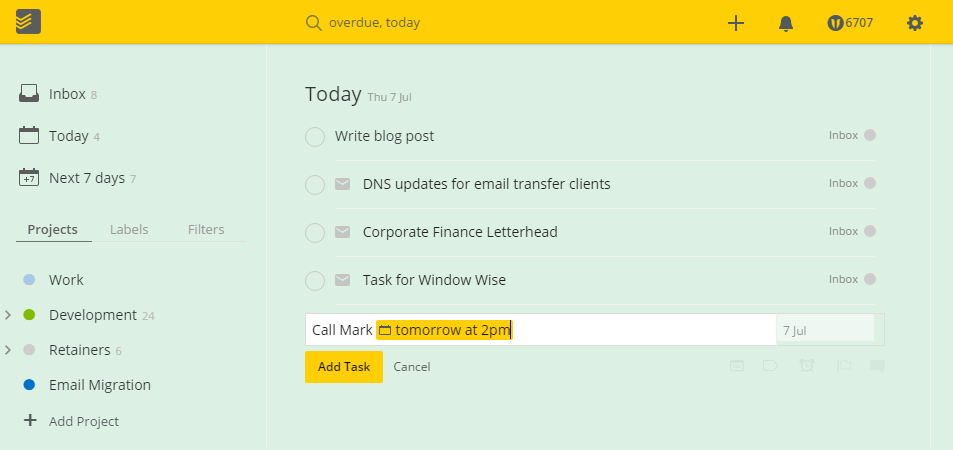 overdue, today
6707
Inbox 8
Today 4
+7 Next 7 days 7
Projects Labels Filters
Work
Development 24
Retainers 6
Email Migration
Add Project
Today Thu 7 Jul
Write blog post Inbox
DNS updates for email transfer clients Inbox
Corporate Finance Letterhead Inbox
Task for Window Wise Inbox
Call Mark tomorrow at 2pm 7 Jul
Add Task Cancel